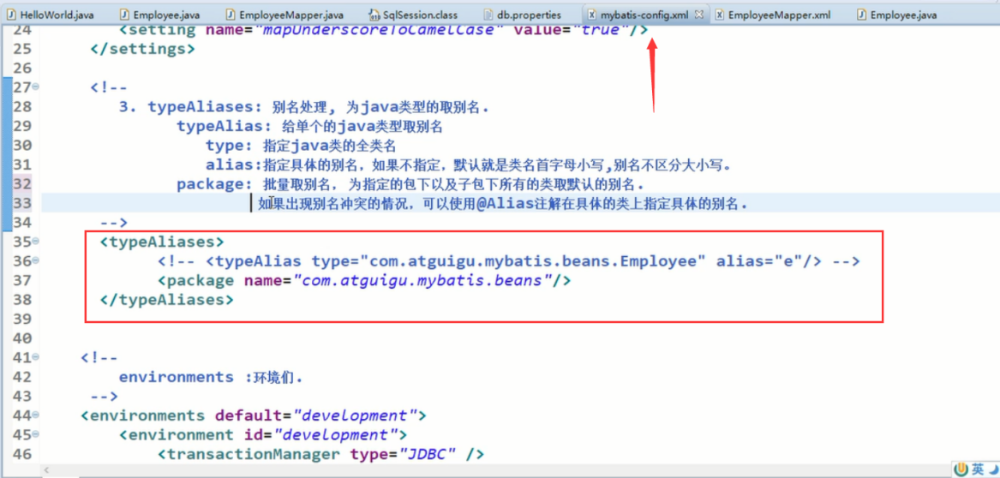 HelloWorld.java Employee.java EmployeeMapper.java SqlSession.class db.properties mybatis-config.xml EmployeeMapper.xml Employee.java
24 <setting name="mapUnderscoreToCamelCase" value="true"/>
25 </settings>
26
27 <!--
28 3. typeAliases: 别名处理, 为java类型的取别名.
29 typeAlias: 给单个的java类型取别名
30 type: 指定java类的全类名
31 alias:指定具体的别名，如果不指定，默认就是类名首字母小写,别名不区分大小写。
32 package: 批量取别名， 为指定的包下以及子包下所有的类取默认的别名.
33 如果出现别名冲突的情况，可以使用@Alias注解在具体的类上指定具体的别名.
34 -->
35 <typeAliases>
36 <!-- <typeAlias type="com.atguigu.mybatis.beans.Employee" alias="e"/> -->
37 <package name="com.atguigu.mybatis.beans"/>
38 </typeAliases>
39
40
41 <!--
42 environments :环境们.
43 -->
44 <environments default="development">
45 <environment id="development">
46 <transactionManager type="JDBC" />
英